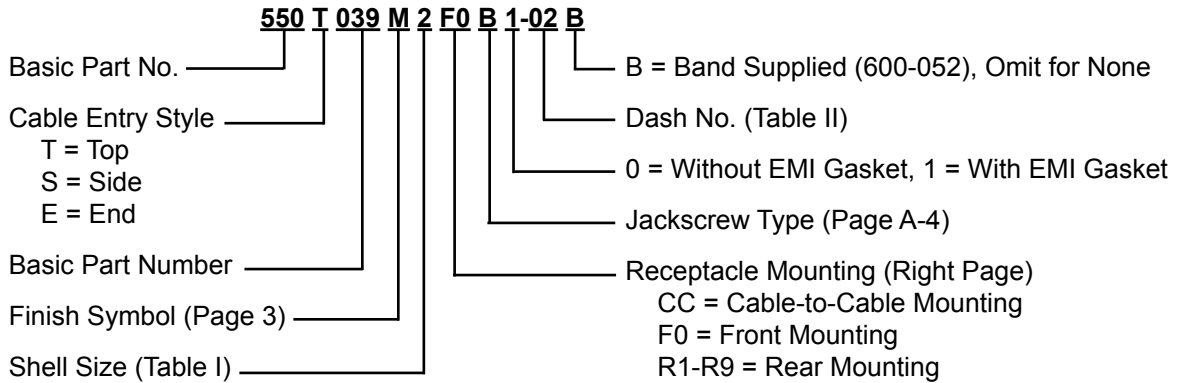 550 T 039 M 2 F0 B 1-02 B
Basic Part No.
Cable Entry Style
T = Top
S = Side
E = End
Basic Part Number
Finish Symbol (Page 3)
Shell Size (Table I)
B = Band Supplied (600-052), Omit for None
Dash No. (Table II)
0 = Without EMI Gasket, 1 = With EMI Gasket
Jackscrew Type (Page A-4)
Receptacle Mounting (Right Page)
CC = Cable-to-Cable Mounting
F0 = Front Mounting
R1-R9 = Rear Mounting